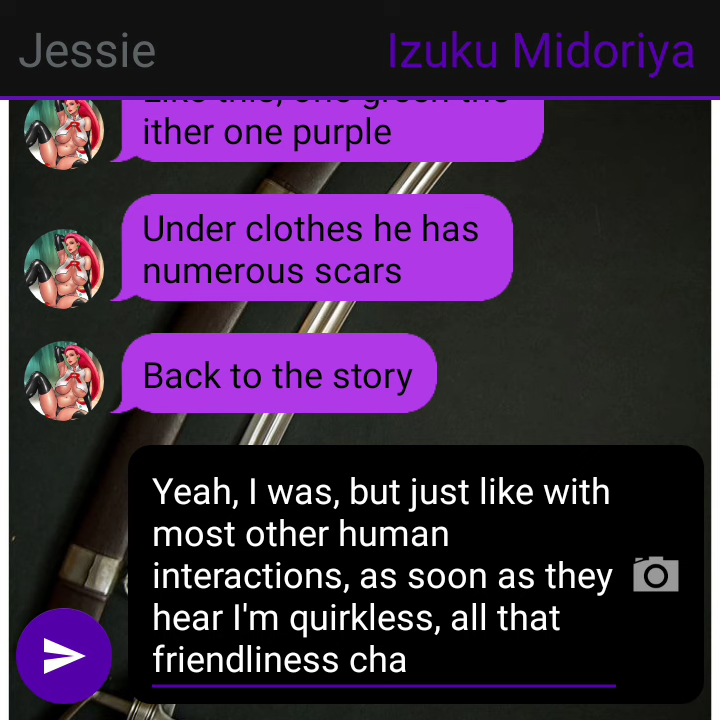 Jessie
Izuku Midoriya
ither one purple
Under clothes he has
numerous scars
Back to the story
Yeah, I was, but just like with
most other human
interactions, as soon as they
hear I'm quirkless, all that
friendliness cha